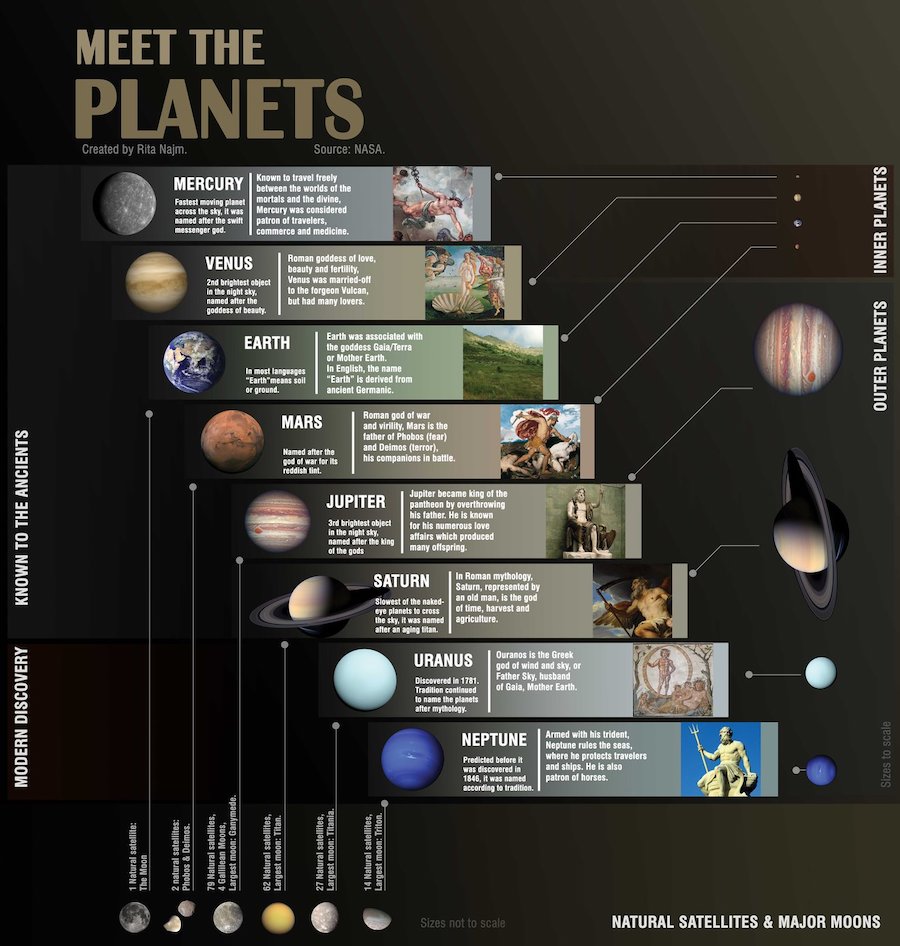 MEET THE
PLANETS
Created by Rita Najm.
Source: NASA.
MERCURY
Fastest moving planet
across the sky, it was
named after the swift
messenger god.
Known to travel freely
between the worlds of the
mortals and the divine,
Mercury was considered
patron of travelers,
commerce and medicine.
VENUS
2nd brightest object
in the night sky,
named after the
goddess of beauty.
Roman goddess of love,
beauty and fertility,
Venus was married-off
to the forgeon Vulcan,
but had many lovers.
EARTH
In most languages
"Earth"means soil
or ground.
Earth was associated with
the goddess Gaia/Terra
or Mother Earth.
In English, the name
"Earth" is derived from
ancient Germanic.
MARS
Named after the
god of war for its
reddish tint.
Roman god of war
and virility, Mars is the
father of Phobos (fear)
and Deimos (terror),
his companions in battle.
JUPITER
3rd brightest object
in the night sky,
named after the king
of the gods
Jupiter became king of the
pantheon by overthrowing
his father. He is known
for his numerous love
affairs which produced
many offspring.
SATURN
Slowest of the naked-
eye planets to cross
the sky, it was named
after an aging titan.
In Roman mythology,
Saturn, represented by
an old man, is the god
of time, harvest and
agriculture.
URANUS
Discovered in 1781.
Tradition continued
to name the planets
after mythology.
Ouranos is the Greek
god of wind and sky, or
Father Sky, husband
of Gaia, Mother Earth.
NEPTUNE
Predicted before it
was discovered in
1846, it was named
according to tradition.
Armed with his trident,
Neptune rules the seas,
where he protects travelers
and ships. He is also
patron of horses.
KNOWN TO THE ANCIENTS
MODERN DISCOVERY
INNER PLANETS
OUTER PLANETS
Sizes to scale
1 Natural satellite:
The Moon
2 natural satellites:
Phobos & Deimos.
79 Natural satellites,
4 Gallilean Moons,
Largest moon: Ganymede.
62 Natural satellites,
Largest moon: Titan.
27 Natural satellites,
Largest moon: Titania.
14 Natural satellites,
Largest moon: Triton.
Sizes not to scale
NATURAL SATELLITES & MAJOR MOONS